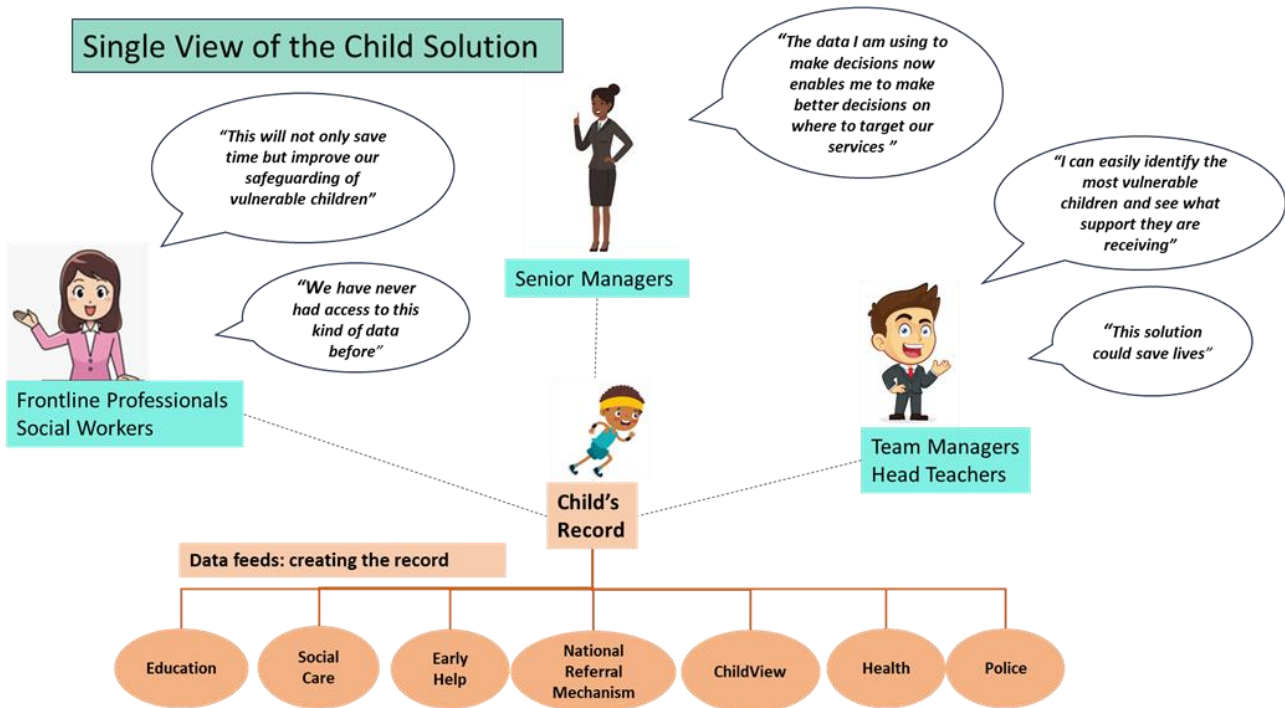 Single View of the Child Solution
“This will not only save
time but improve our
safeguarding of
vulnerable children”
“We have never
had access to this
kind of data
before”
Frontline Professionals
Social Workers
“The data I am using to
make decisions now
enables me to make
better decisions on
where to target our
services ”
Senior Managers
“I can easily identify the
most vulnerable
children and see what
support they are
receiving”
“This solution
could save lives”
Team Managers
Head Teachers
Child’s
Record
Data feeds: creating the record
Education
Social
Care
Early
Help
National
Referral
Mechanism
ChildView
Health
Police